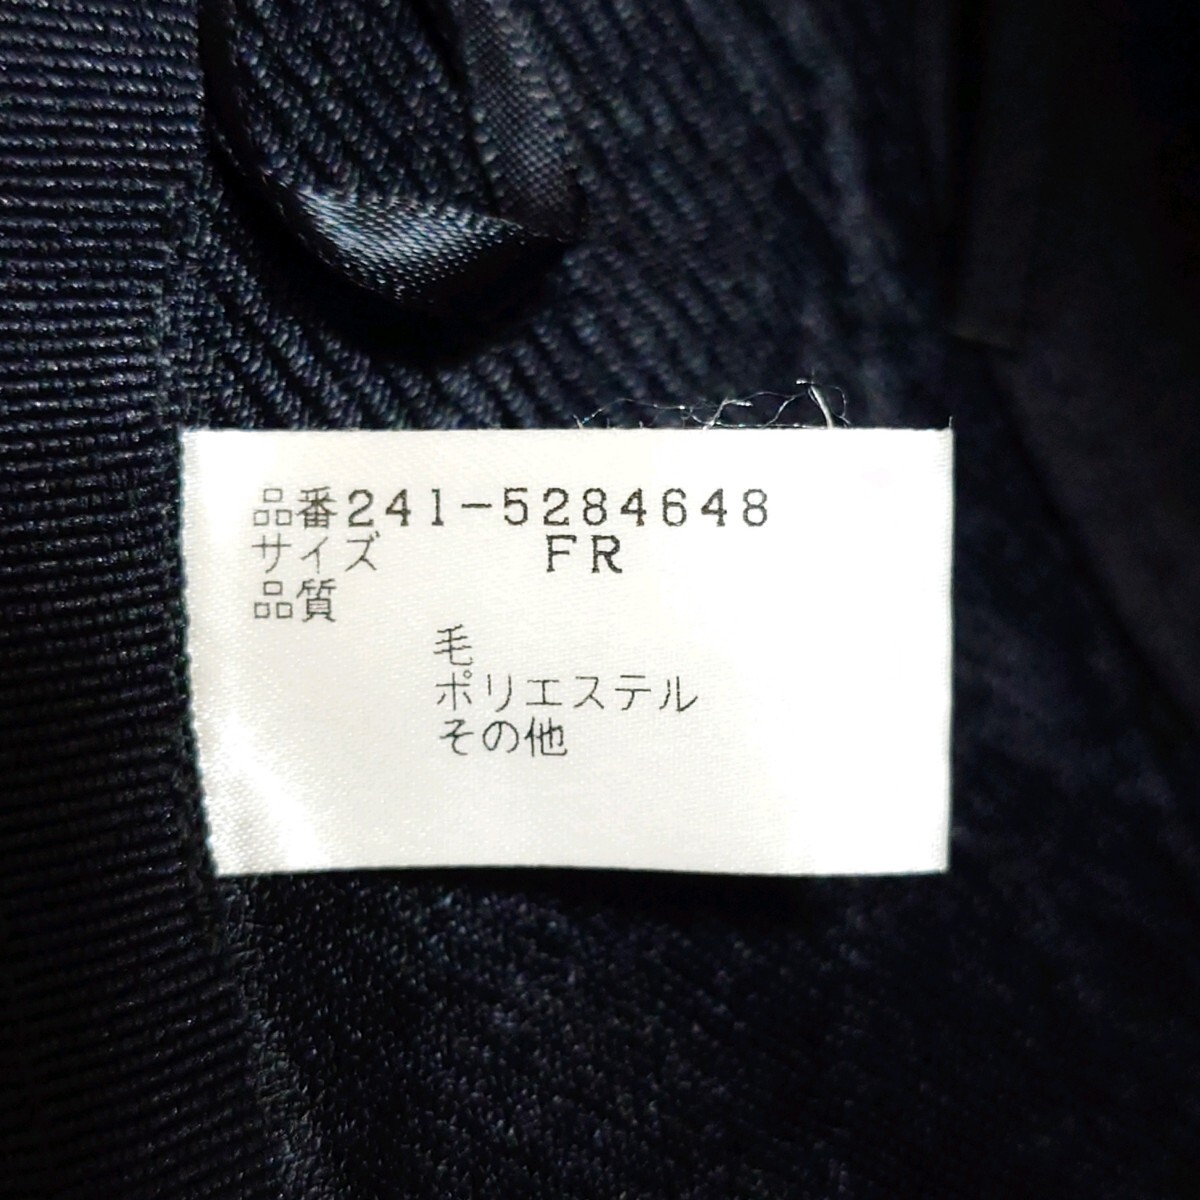 品番241-5284648
サイズ FR
品質
毛
ポリエステル
その他